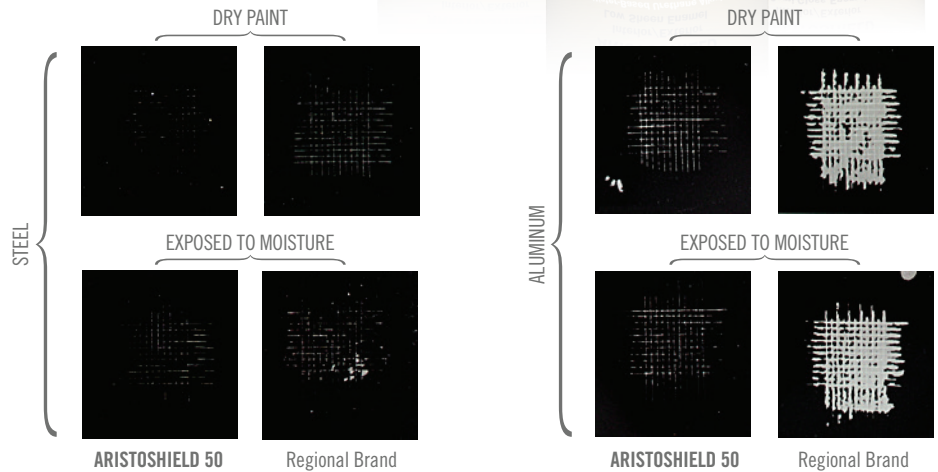 DRY PAINT
STEEL
EXPOSED TO MOISTURE
ARISTOSHIELD 50
Regional Brand
DRY PAINT
ALUMINUM
EXPOSED TO MOISTURE
ARISTOSHIELD 50
Regional Brand